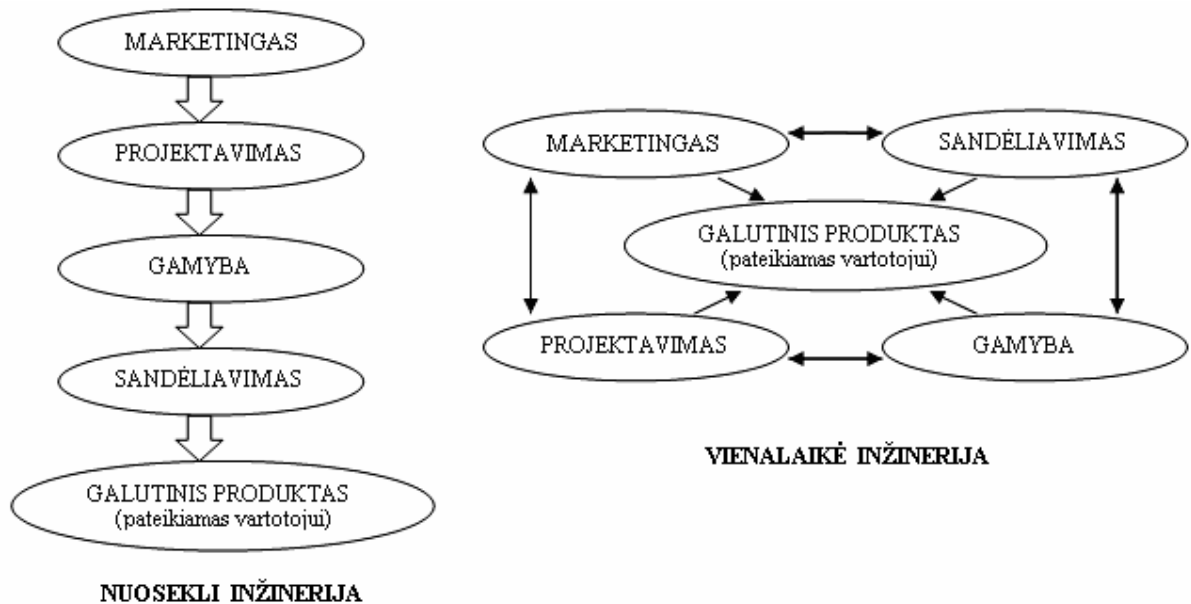 MARKETINGAS
PROJEKTAVIMAS
GAMYBA
SANDĖLIAVIMAS
GALUTINIS PRODUKTAS
(pateikiamas vartotojui)
NUOSEKLI INŽINERIJA
MARKETINGAS
SANDĖLIAVIMAS
GALUTINIS PRODUKTAS
(pateikiamas vartotojui)
PROJEKTAVIMAS
GAMYBA
VIENALAIKĖ INŽINERIJA